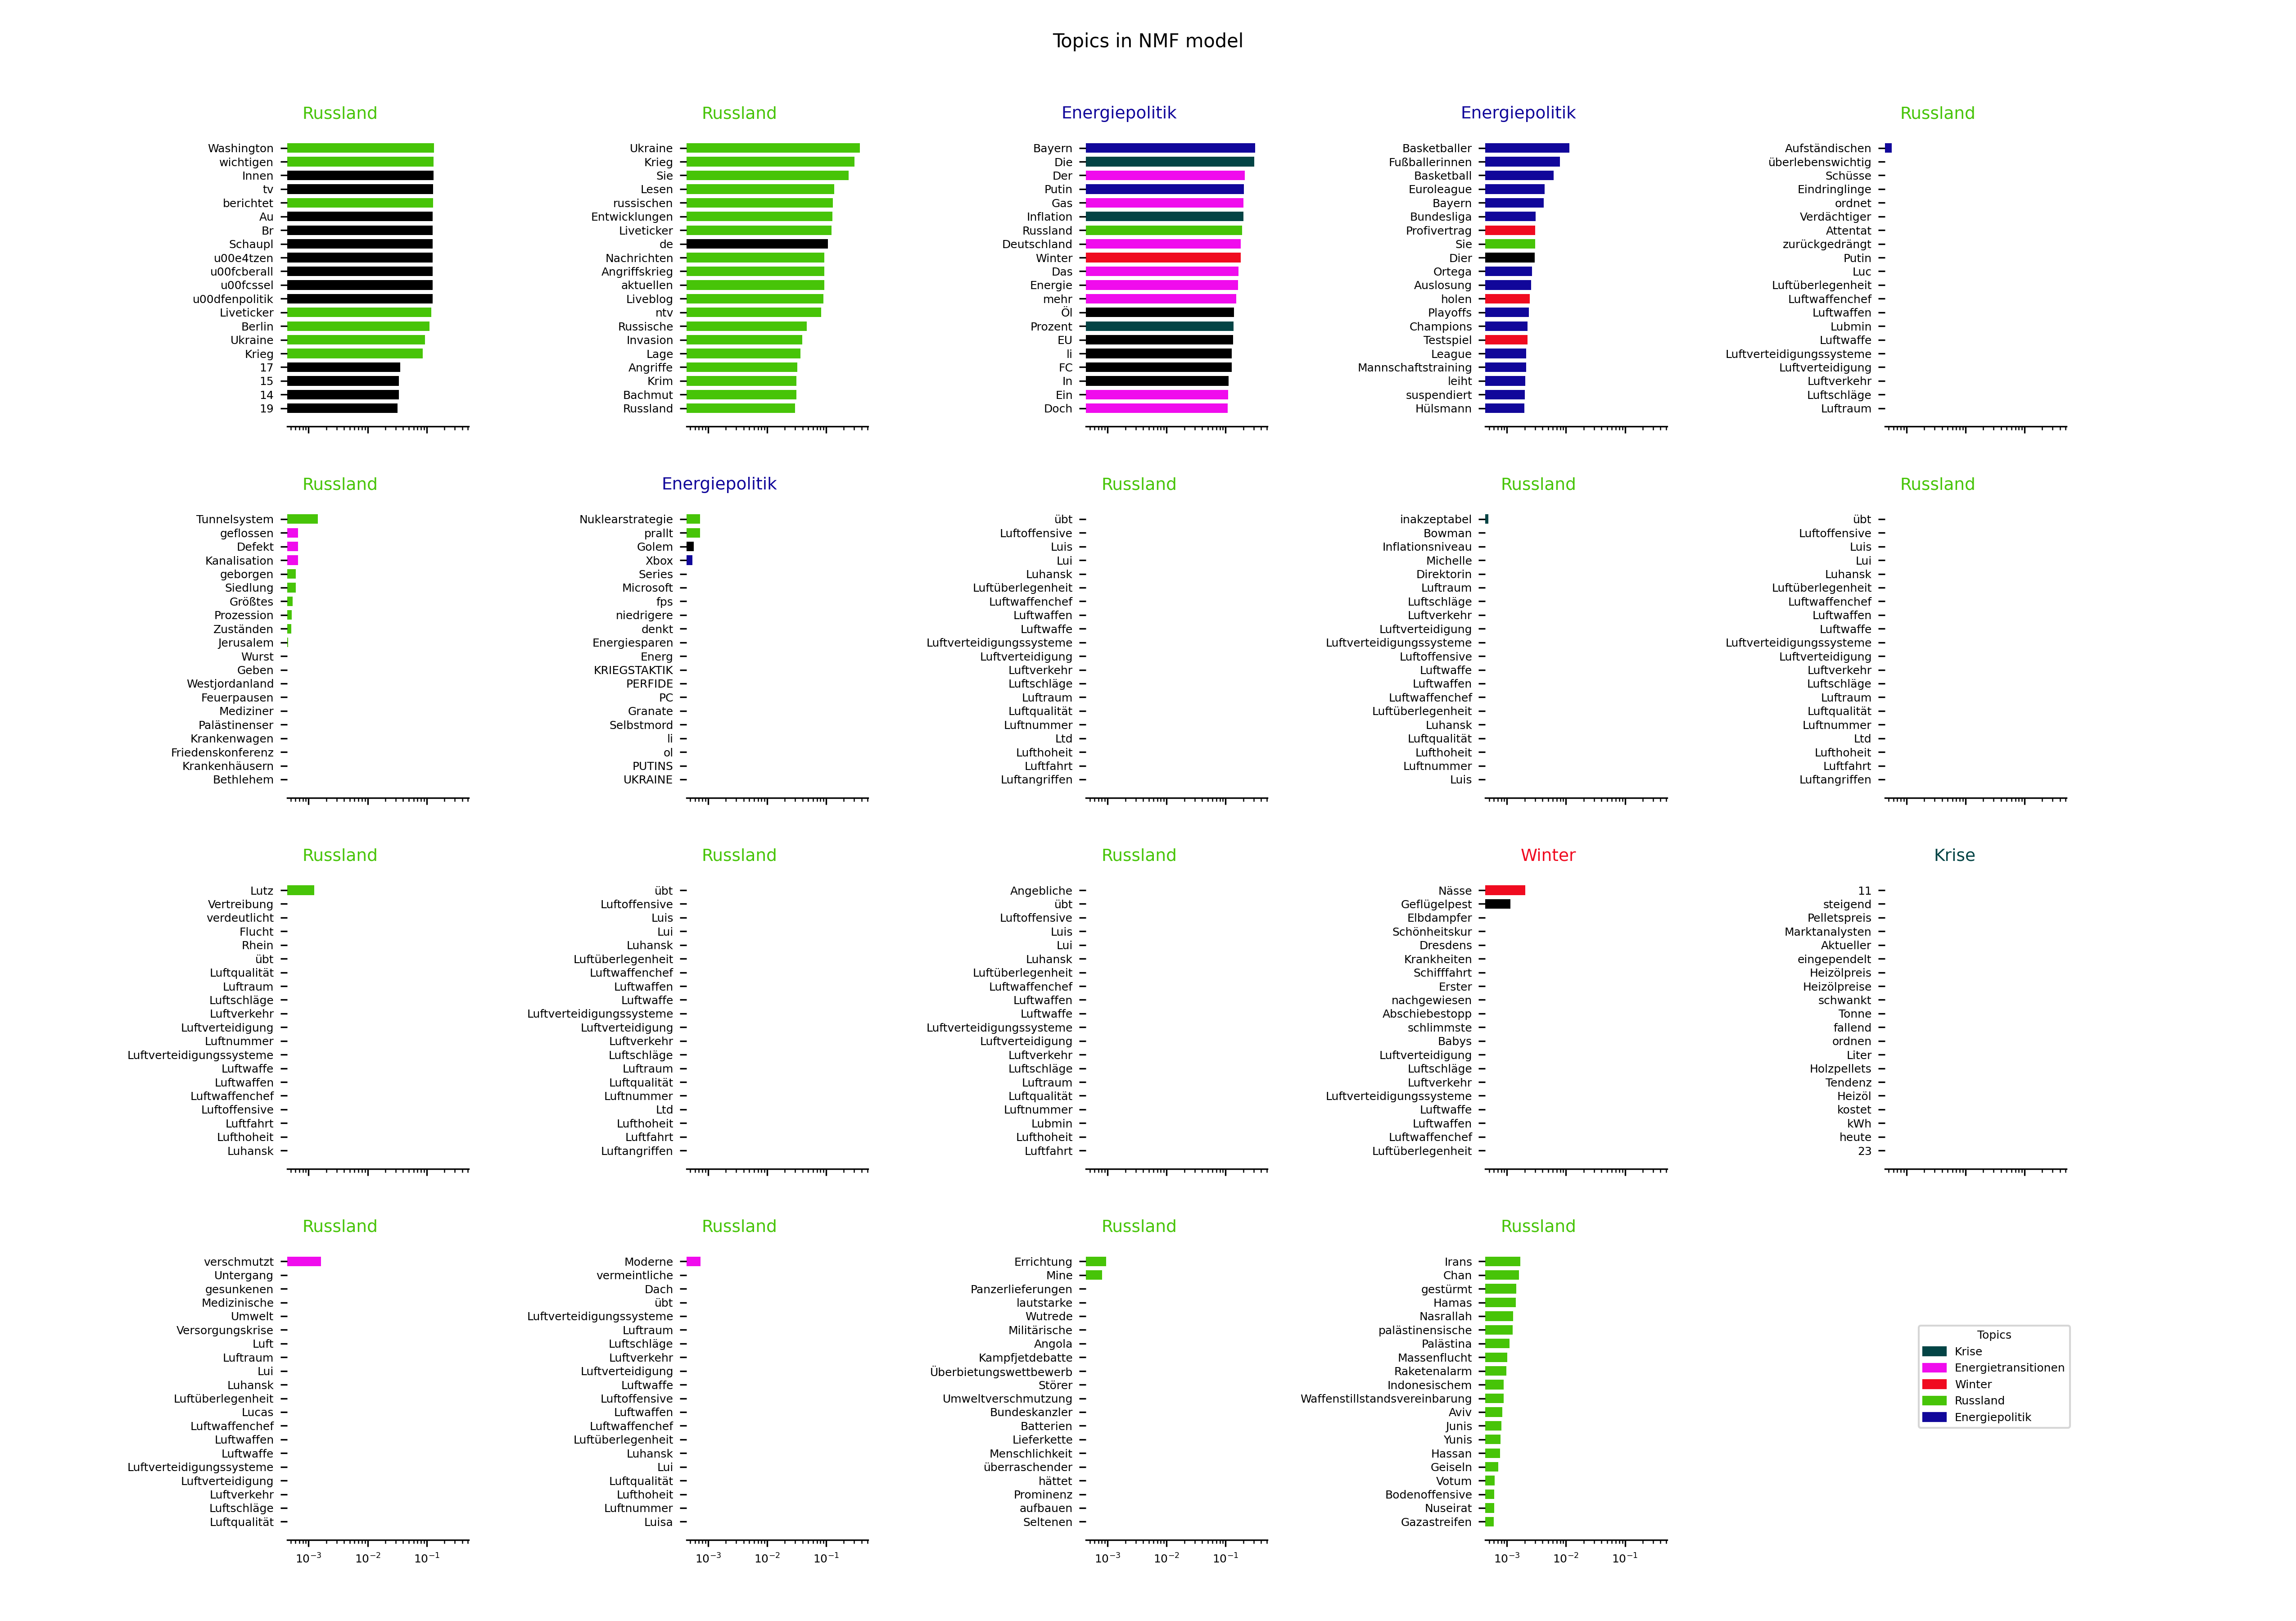 Topics in NMF model
Russland
Washington
wichtigen
Innen
tv
berichtet
Au
Br
Schaupl
u00e4tzen
u00fcberall
u00fcssel
u00dfenpolitik
Liveticker
Berlin
Ukraine
Krieg
17
15
14
19
Russland
Ukraine
Krieg
Sie
Lesen
russischen
Entwicklungen
Liveticker
de
Nachrichten
Angriffskrieg
aktuellen
Liveblog
ntv
Russische
Invasion
Lage
Angriffe
Krim
Bachmut
Russland
Energiepolitik
Bayern
Die
Der
Putin
Gas
Inflation
Russland
Deutschland
Winter
Das
Energie
mehr
Öl
Prozent
EU
li
FC
In
Ein
Doch
Energiepolitik
Basketballer
Fußballerinnen
Basketball
Euroleague
Bayern
Bundesliga
Profivertrag
Sie
Dier
Ortega
Auslosung
holen
Playoffs
Champions
Testspiel
League
Mannschaftstraining
leiht
suspendiert
Hülsmann
Russland
Aufständischen
überlebenswichtig
Schüsse
Eindringlinge
ordnet
Verdächtiger
Attentat
zurückgedrängt
Putin
Luc
Luftüberlegenheit
Luftwaffenchef
Luftwaffen
Lubmin
Luftwaffe
Luftverteidigungssysteme
Luftverteidigung
Luftverkehr
Luftschläge
Luftraum
Russland
Tunnelsystem
geflossen
Defekt
Kanalisation
geborgen
Siedlung
Größtes
Prozession
Zuständen
Jerusalem
Wurst
Geben
Westjordanland
Feuerpausen
Mediziner
Palästinenser
Krankenwagen
Friedenskonferenz
Krankenhäusern
Bethlehem
Energiepolitik
Nuklearstrategie
prallt
Golem
Xbox
Series
Microsoft
fps
niedrigere
denkt
Energiesparen
Energ
KRIEGSTAKTIK
PERFIDE
PC
Granate
Selbstmord
li
ol
PUTINS
UKRAINE
Russland
übt
Luftoffensive
Luis
Lui
Luhansk
Luftüberlegenheit
Luftwaffenchef
Luftwaffen
Luftwaffe
Luftverteidigungssysteme
Luftverteidigung
Luftverkehr
Luftschläge
Luftraum
Luftqualität
Luftnummer
Ltd
Lufthoheit
Luftfahrt
Luftangriffen
Russland
inakzeptabel
Bowman
Inflationsniveau
Michelle
Direktorin
Luftraum
Luftschläge
Luftverkehr
Luftverteidigung
Luftverteidigungssysteme
Luftoffensive
Luftwaffe
Luftwaffen
Luftwaffenchef
Luftüberlegenheit
Luhansk
Luftqualität
Lufthoheit
Luftnummer
Luis
Russland
übt
Luftoffensive
Luis
Lui
Luhansk
Luftüberlegenheit
Luftwaffenchef
Luftwaffen
Luftwaffe
Luftverteidigungssysteme
Luftverteidigung
Luftverkehr
Luftschläge
Luftraum
Luftqualität
Luftnummer
Ltd
Lufthoheit
Luftfahrt
Luftangriffen
Russland
Lutz
Vertreibung
verdeutlicht
Flucht
Rhein
übt
Luftqualität
Luftraum
Luftschläge
Luftverkehr
Luftverteidigung
Luftnummer
Luftverteidigungssysteme
Luftwaffe
Luftwaffen
Luftwaffenchef
Luftoffensive
Luftfahrt
Lufthoheit
Luhansk
Russland
übt
Luftoffensive
Luis
Lui
Luhansk
Luftüberlegenheit
Luftwaffenchef
Luftwaffen
Luftwaffe
Luftverteidigungssysteme
Luftverteidigung
Luftverkehr
Luftschläge
Luftraum
Luftqualität
Luftnummer
Ltd
Lufthoheit
Luftfahrt
Luftangriffen
Russland
Angebliche
übt
Luftoffensive
Luis
Lui
Luhansk
Luftüberlegenheit
Luftwaffenchef
Luftwaffen
Luftwaffe
Luftverteidigungssysteme
Luftverteidigung
Luftverkehr
Luftschläge
Luftraum
Luftqualität
Luftnummer
Lubmin
Lufthoheit
Luftfahrt
Winter
Nässe
Geflügelpest
Elbdampfer
Schönheitskur
Dresdens
Krankheiten
Schifffahrt
Erster
nachgewiesen
Abschiebestopp
schlimmste
Babys
Luftverteidigung
Luftschläge
Luftverkehr
Luftverteidigungssysteme
Luftwaffe
Luftwaffen
Luftwaffenchef
Luftüberlegenheit
Krise
11
steigend
Pelletspreis
Marktanalysten
Aktueller
eingependelt
Heizölpreis
Heizölpreise
schwankt
Tonne
fallend
ordnen
Liter
Holzpellets
Tendenz
Heizöl
kostet
kWh
heute
23
Russland
verschmutzt
Untergang
gesunkenen
Medizinische
Umwelt
Versorgungskrise
Luft
Luftraum
Lui
Luhansk
Luftüberlegenheit
Lucas
Luftwaffenchef
Luftwaffen
Luftwaffe
Luftverteidigungssysteme
Luftverteidigung
Luftverkehr
Luftschläge
Luftqualität
10⁻³ 10⁻² 10⁻¹
Russland
Moderne
vermeintliche
Dach
übt
Luftverteidigungssysteme
Luftraum
Luftschläge
Luftverkehr
Luftverteidigung
Luftwaffe
Luftoffensive
Luftwaffen
Luftwaffenchef
Luftüberlegenheit
Luhansk
Lui
Luftqualität
Lufthoheit
Luftnummer
Luisa
10⁻³ 10⁻² 10⁻¹
Russland
Errichtung
Mine
Panzerlieferungen
lautstarke
Wutrede
Militärische
Angola
Kampfjetdebatte
Überbietungswettbewerb
Störer
Umweltverschmutzung
Bundeskanzler
Batterien
Lieferkette
Menschlichkeit
überraschender
hättet
Prominenz
aufbauen
Seltenen
10⁻³ 10⁻² 10⁻¹
Russland
Irans
Chan
gestürmt
Hamas
Nasrallah
palästinensische
Palästina
Massenflucht
Raketenalarm
Indonesischem
Waffenstillstandsvereinbarung
Aviv
Junis
Yunis
Hassan
Geiseln
Votum
Bodenoffensive
Nuseirat
Gazastreifen
10⁻³ 10⁻² 10⁻¹
Topics
Krise
Energietransitionen
Winter
Russland
Energiepolitik